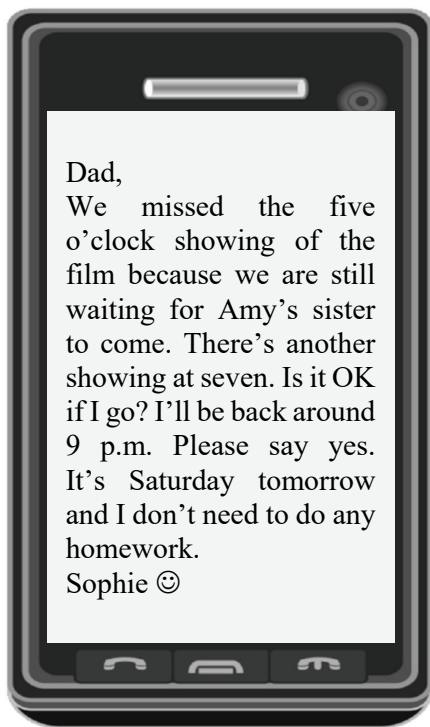 Dad,
We missed the five
o’clock showing of the
film because we are still
waiting for Amy’s sister
to come. There’s another
showing at seven. Is it OK
if I go? I’ll be back around
9 p.m. Please say yes.
It’s Saturday tomorrow
and I don’t need to do any
homework.
Sophie ☺